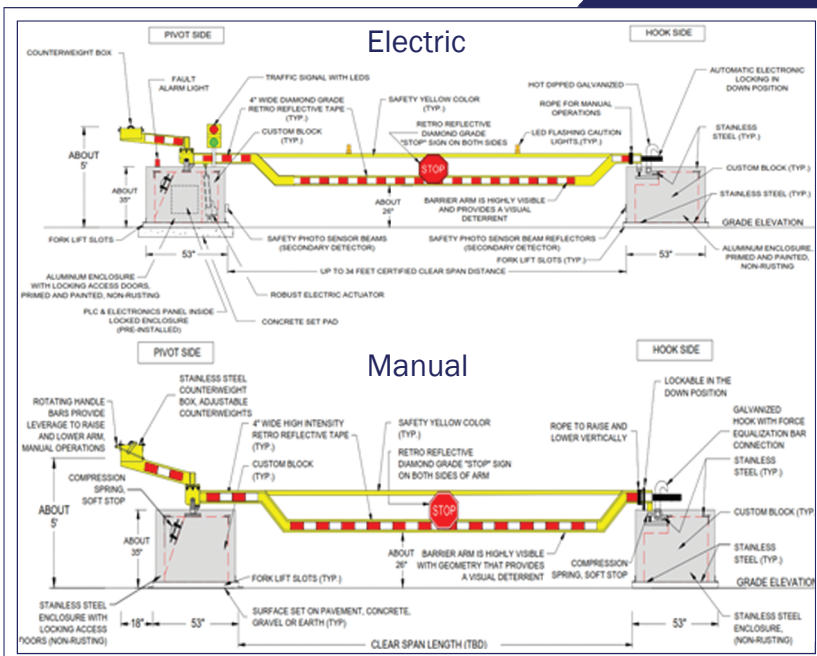 PIVOT SIDE
Electric
HOOK SIDE
COUNTERWEIGHT BOX
FAULT
ALARM LIGHT
TRAFFIC SIGNAL WITH LEDS
4" WIDE DIAMOND GRADE
RETRO REFLECTIVE TAPE
(TYP.)
CUSTOM BLOCK
(TYP.)
SAFETY YELLOW COLOR
(TYP.)
RETRO REFLECTIVE
DIAMOND GRADE
"STOP" SIGN ON BOTH SIDES
HOT DIPPED GALVANIZED
ROPE FOR MANUAL
OPERATIONS
LED FLASHING CAUTION
LIGHTS,(TYP.)
AUTOMATIC ELECTRONIC
LOCKING IN
DOWN POSITION
STAINLESS
STEEL (TYP.)
CUSTOM BLOCK (TYP.)
STAINLESS STEEL (TYP.)
GRADE ELEVATION
ABOUT
5'
ABOUT
35"
STOP
ABOUT
26"
BARRIER ARM IS HIGHLY VISIBLE
AND PROVIDES A VISUAL
DETERRENT
FORK LIFT SLOTS
53"
SAFETY PHOTO SENSOR BEAMS
(SECONDARY DETECTOR)
SAFETY PHOTO SENSOR BEAM REFLECTORS
(SECONDARY DETECTOR)
FORK LIFT SLOTS (TYP.)
53"
ALUMINUM ENCLOSURE,
PRIMED AND PAINTED,
NON-RUSTING
UP TO 34 FEET CERTIFIED CLEAR SPAN DISTANCE
ALUMINUM ENCLOSURE
WITH LOCKING ACCESS DOORS,
PRIMED AND PAINTED, NON-RUSTING
ROBUST ELECTRIC ACTUATOR
PLC & ELECTRONICS PANEL INSIDE
LOCKED ENCLOSURE
(PRE-INSTALLED)
CONCRETE SET PAD
PIVOT SIDE
Manual
HOOK SIDE
ROTATING HANDLE
BARS PROVIDE
LEVERAGE TO RAISE
AND LOWER ARM,
MANUAL OPERATIONS
STAINLESS STEEL
COUNTERWEIGHT
BOX, ADJUSTABLE
COUNTERWEIGHTS
4" WIDE HIGH INTENSITY
RETRO REFLECTIVE TAPE
(TYP.)
CUSTOM BLOCK
(TYP.)
SAFETY YELLOW COLOR
(TYP.)
RETRO REFLECTIVE
DIAMOND GRADE "STOP" SIGN
ON BOTH SIDES OF ARM
ROPE TO RAISE AND
LOWER VERTICALLY
LOCKABLE IN THE
DOWN POSITION
GALVANIZED
HOOK WITH FORCE
EQUALIZATION BAR
CONNECTION
STAINLESS
STEEL (TYP.)
CUSTOM BLOCK (TYP
STAINLESS
STEEL (TYP.)
GRADE ELEVATION
COMPRESSION
SPRING,
SOFT STOP
ABOUT
5'
ABOUT
35"
STOP
ABOUT
26"
BARRIER ARM IS HIGHLY VISIBLE
WITH GEOMETRY THAT PROVIDES
A VISUAL DETERRENT
COMPRESSION
SPRING, SOFT STOP
FORK LIFT SLOTS (TYP.)
STAINLESS STEEL
ENCLOSURE WITH
LOCKING ACCESS
DOORS (NON-RUSTING)
18"
53"
SURFACE SET ON PAVEMENT, CONCRETE,
GRAVEL OR EARTH (TYP)
CLEAR SPAN LENGTH (TBD)
53"
STAINLESS STEEL
ENCLOSURE,
(NON-RUSTING)